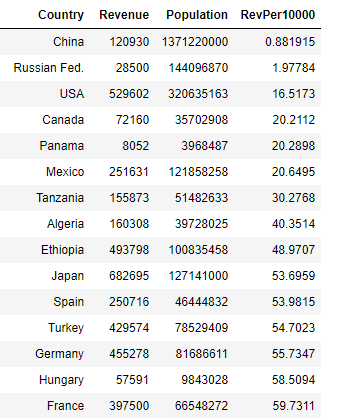 Country Revenue Population RevPer10000
China 120930 1371220000 0.881915
Russian Fed. 28500 144096870 1.97784
USA 529602 320635163 16.5173
Canada 72160 35702908 20.2112
Panama 8052 3968487 20.2898
Mexico 251631 121858258 20.6495
Tanzania 155873 51482633 30.2768
Algeria 160308 39728025 40.3514
Ethiopia 493798 100835458 48.9707
Japan 682695 127141000 53.6959
Spain 250716 46444832 53.9815
Turkey 429574 78529409 54.7023
Germany 455278 81686611 55.7347
Hungary 57591 9843028 58.5094
France 397500 66548272 59.7311